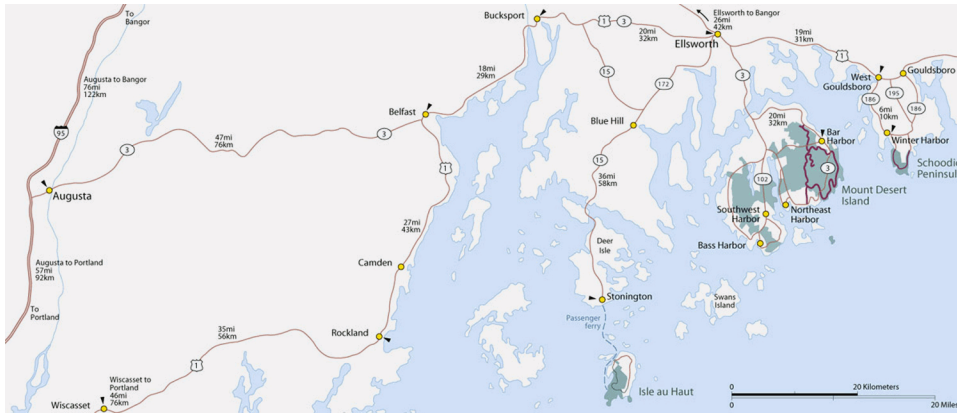 To
Bangor
Bucksport
1
3
Ellsworth to Bangor
26mi
42km
20mi
32km
Ellsworth
19mi
31km
1
Augusta to Bangor
76mi
122km
18mi
29km
15
172
3
West
Gouldsboro
Gouldsboro
186
195
186
6mi
10km
95
3
47mi
76km
3
Belfast
Blue Hill
20mi
32km
Bar
Harbor
Winter Harbor
1
15
Augusta
36mi
58km
102
3
Schoodic
Peninsul
Mount Desert
Island
27mi
43km
Southwest
Harbor
Northeast
Harbor
Bass Harbor
Deer
Isle
Augusta to Portland
57mi
92km
Camden
Swans
Island
Stonington
To
Portland
Passenger
ferry
Rockland
35mi
56km
1
Isle au Haut
Wiscasset to
Portland
46mi
76km
Wiscasset
0
20 Kilometers
0
20 Miles